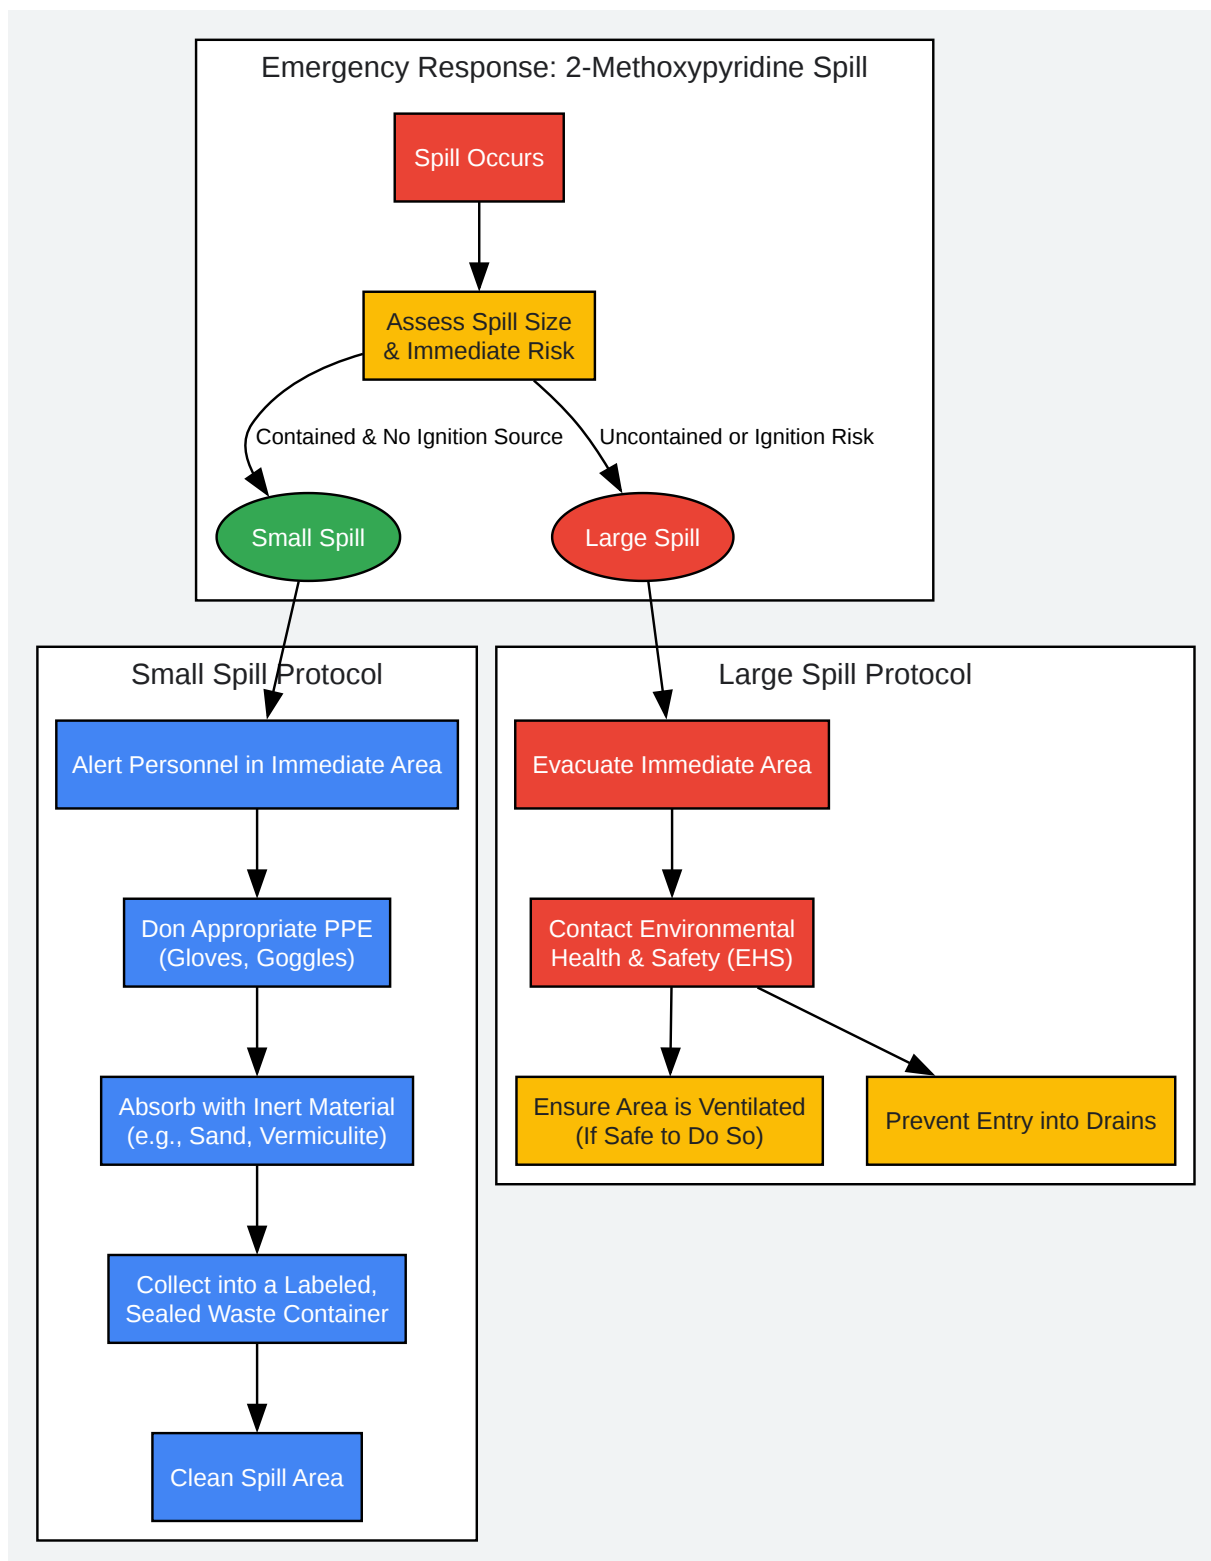 Emergency Response: 2-Methoxypyridine Spill
Spill Occurs
Assess Spill Size
& Immediate Risk
Contained & No Ignition Source
Uncontained or Ignition Risk
Small Spill
Large Spill
Small Spill Protocol
Alert Personnel in Immediate Area
Don Appropriate PPE
(Gloves, Goggles)
Absorb with Inert Material
(e.g., Sand, Vermiculite)
Collect into a Labeled,
Sealed Waste Container
Clean Spill Area
Large Spill Protocol
Evacuate Immediate Area
Contact Environmental
Health & Safety (EHS)
Ensure Area is Ventilated
(If Safe to Do So)
Prevent Entry into Drains